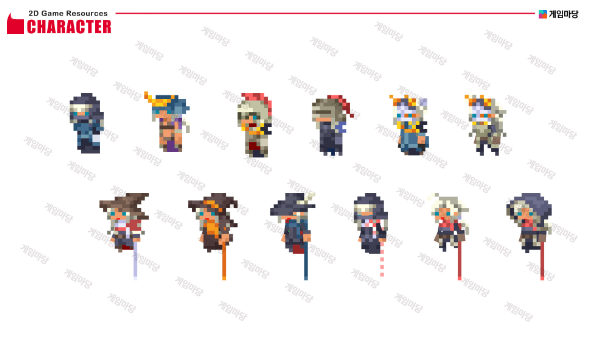 2D Game Resources
CHARACTER
게임마당